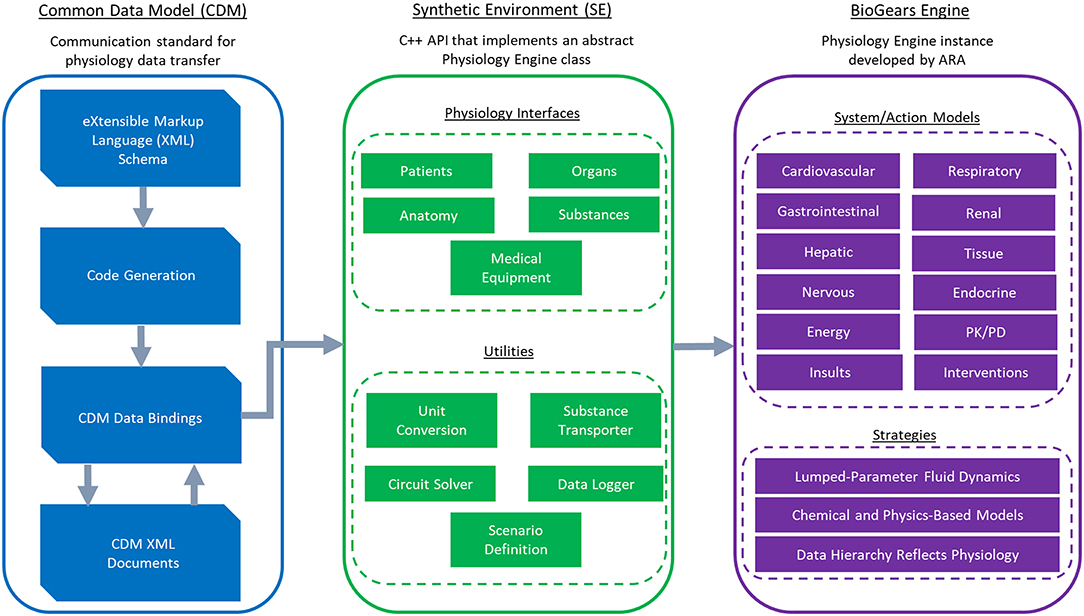 Common Data Model (CDM)
Communication standard for
physiology data transfer
eXtensible Markup
Language (XML)
Schema
Code Generation
CDM Data Bindings
CDM XML
Documents
Synthetic Environment (SE)
C++ API that implements an abstract
Physiology Engine class
Physiology Interfaces
Patients
Organs
Anatomy
Substances
Medical
Equipment
Utilities
Unit
Conversion
Substance
Transporter
Circuit Solver
Data Logger
Scenario
Definition
BioGears Engine
Physiology Engine instance
developed by ARA
System/Action Models
Cardiovascular
Respiratory
Gastrointestinal
Renal
Hepatic
Tissue
Nervous
Endocrine
Energy
PK/PD
Insults
Interventions
Strategies
Lumped-Parameter Fluid Dynamics
Chemical and Physics-Based Models
Data Hierarchy Reflects Physiology